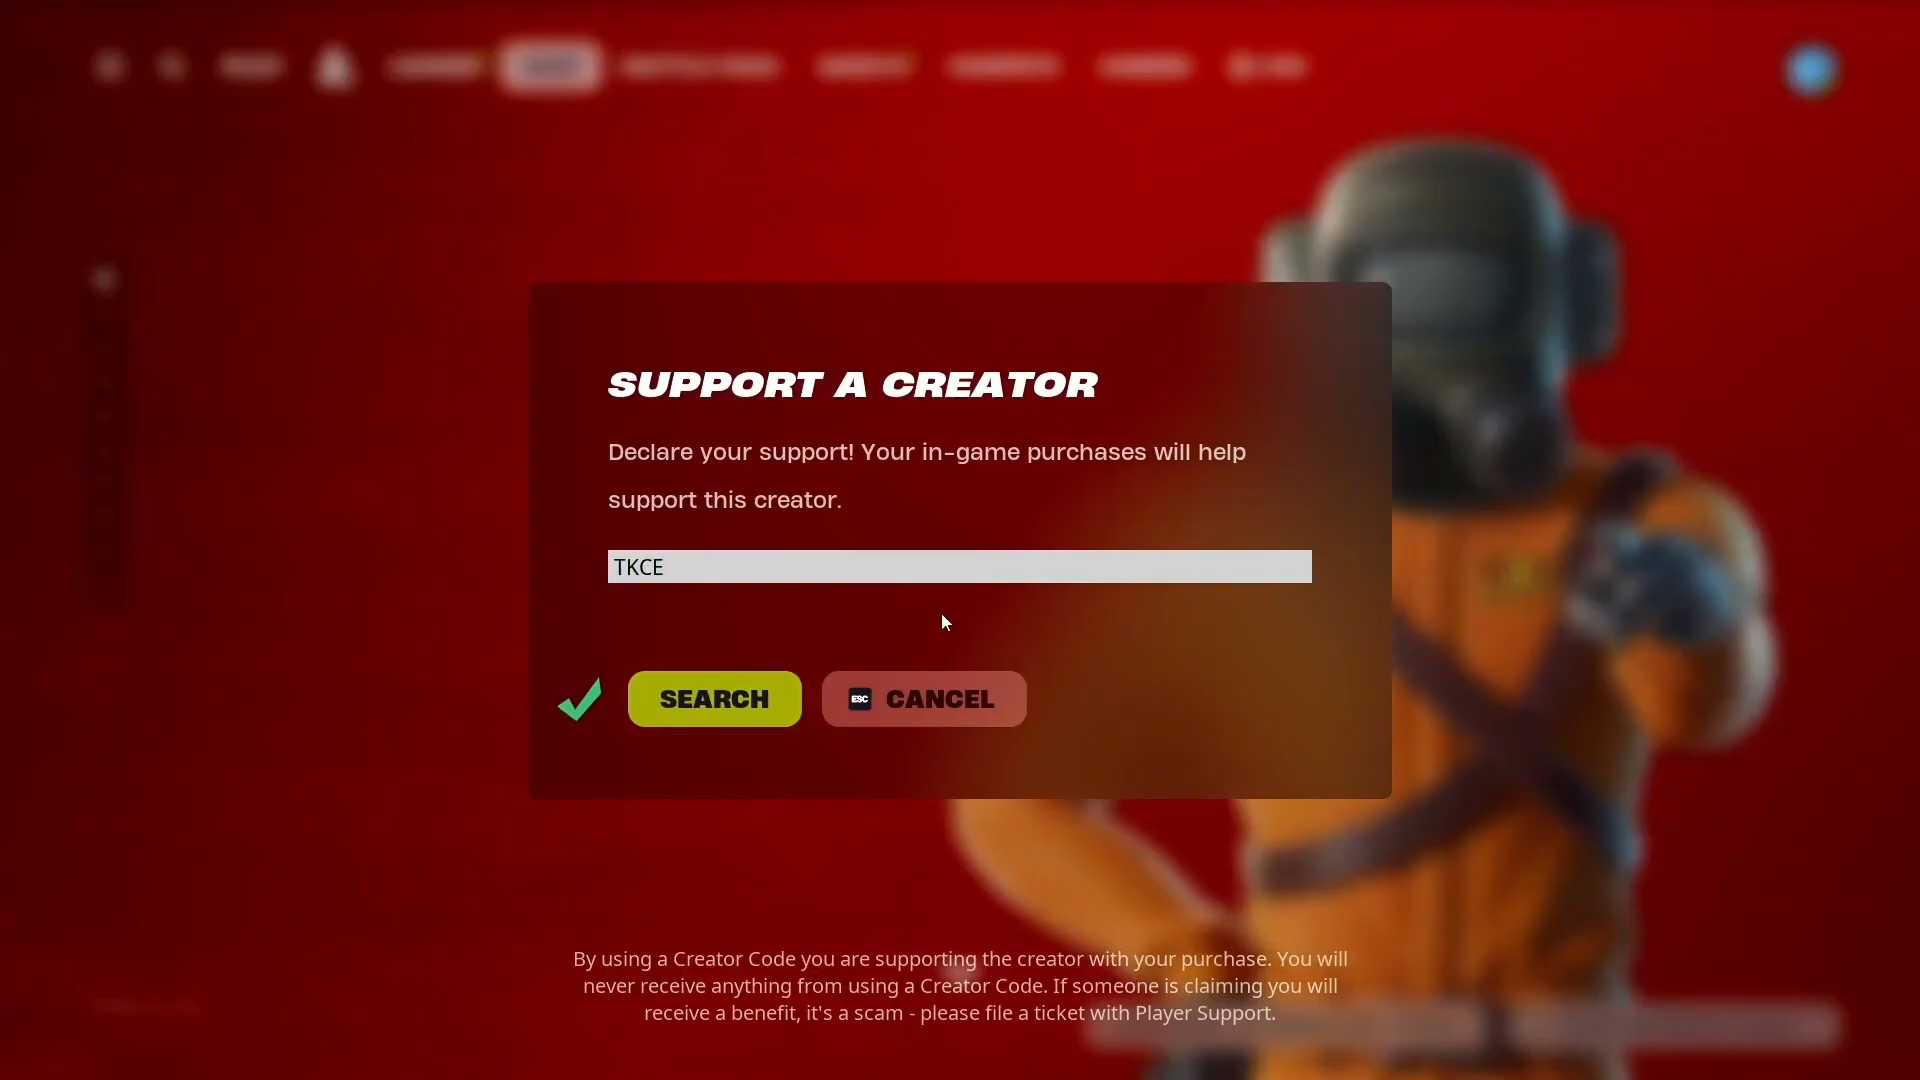 SUPPORT A CREATOR
Declare your support! Your in-game purchases will help
support this creator.
TKCE
SEARCH
ESC CANCEL
By using a Creator Code you are supporting the creator with your purchase. You will
never receive anything from using a Creator Code. If someone is claiming you will
receive a benefit, it's a scam - please file a ticket with Player Support.